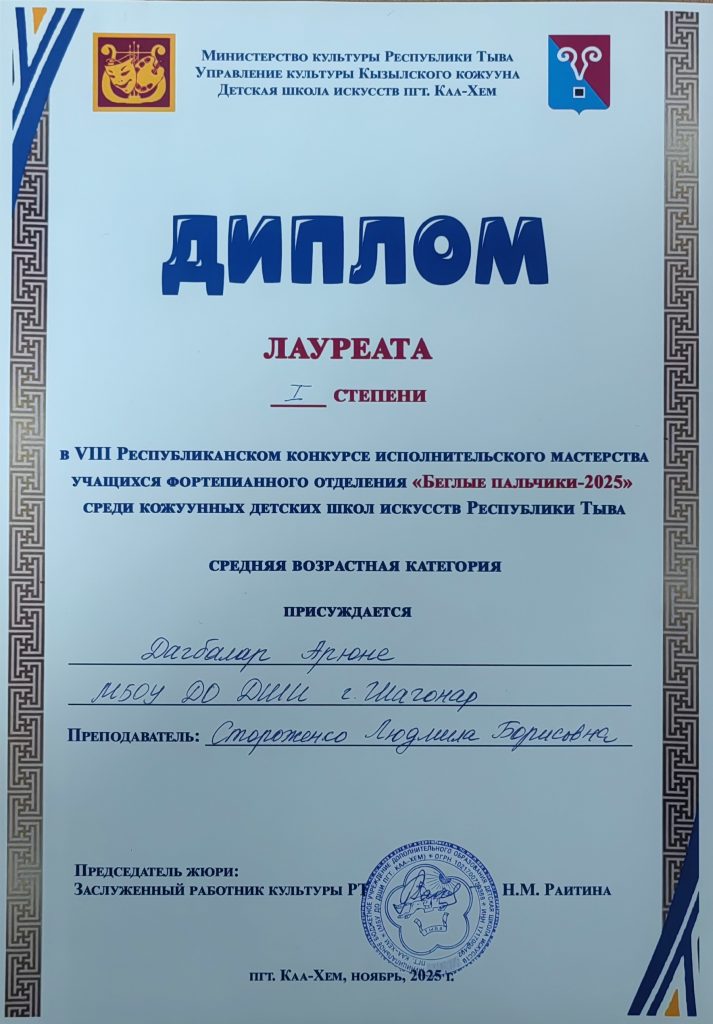 Министерство культуры Республики Тыва
Управление культуры Кызылского кожууна
Детская школа искусств пгт. Каа-Хем
ДИПЛОМ
ЛАУРЕАТА
I СТЕПЕНИ
в VIII Республиканском конкурсе исполнительского мастерства
учащихся фортепианного отделения «Беглые пальчики-2025»
среди кожуунных детских школ искусств Республики Тыва
средняя возрастная категория
присуждается
Дагбалар Арюне
МБОУ ДО ДШИ г. Шагонар
Преподаватель: Стороженко Людмила Борисовна
Председатель жюри:
Заслуженный работник культуры РТ Н.М. Раитина
пгт. Каа-Хем, ноябрь, 2025 г.